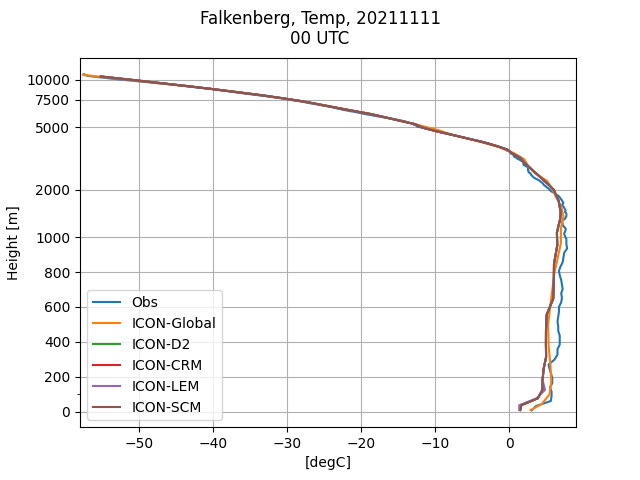 Falkenberg, Temp, 20211111
00 UTC
10000
7500
5000
2000
1000
800
600
400
200
0
Height [m]
Obs
ICON-Global
ICON-D2
ICON-CRM
ICON-LEM
ICON-SCM
−50
−40
−30
−20
−10
0
[degC]